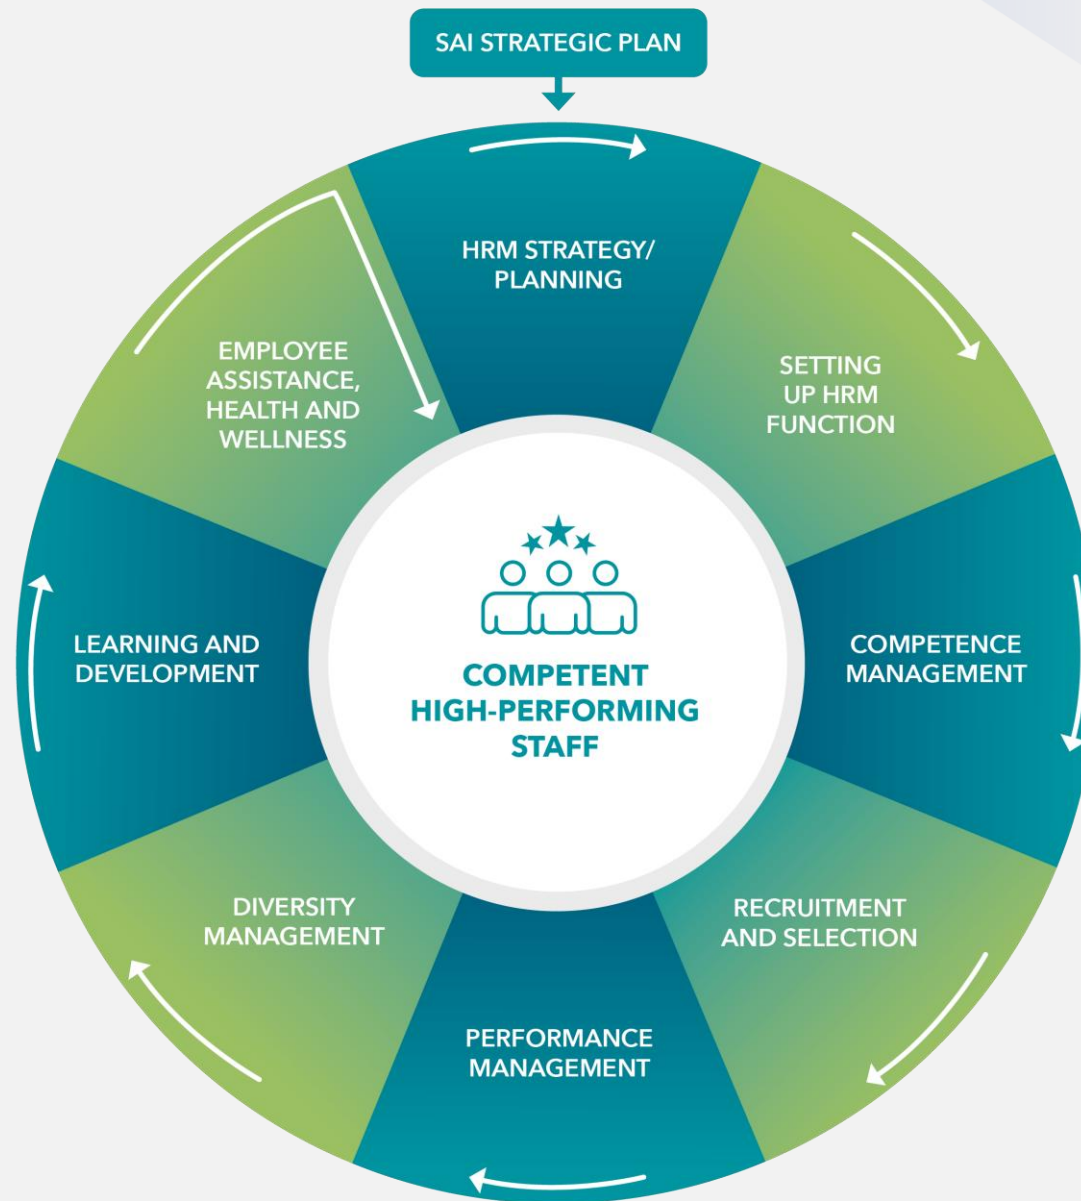 SAI STRATEGIC PLAN
HRM STRATEGY/
PLANNING
SETTING
UP HRM
FUNCTION
COMPETENCE
MANAGEMENT
RECRUITMENT
AND SELECTION
PERFORMANCE
MANAGEMENT
DIVERSITY
MANAGEMENT
LEARNING AND
DEVELOPMENT
EMPLOYEE
ASSISTANCE,
HEALTH AND
WELLNESS
COMPETENT
HIGH-PERFORMING
STAFF